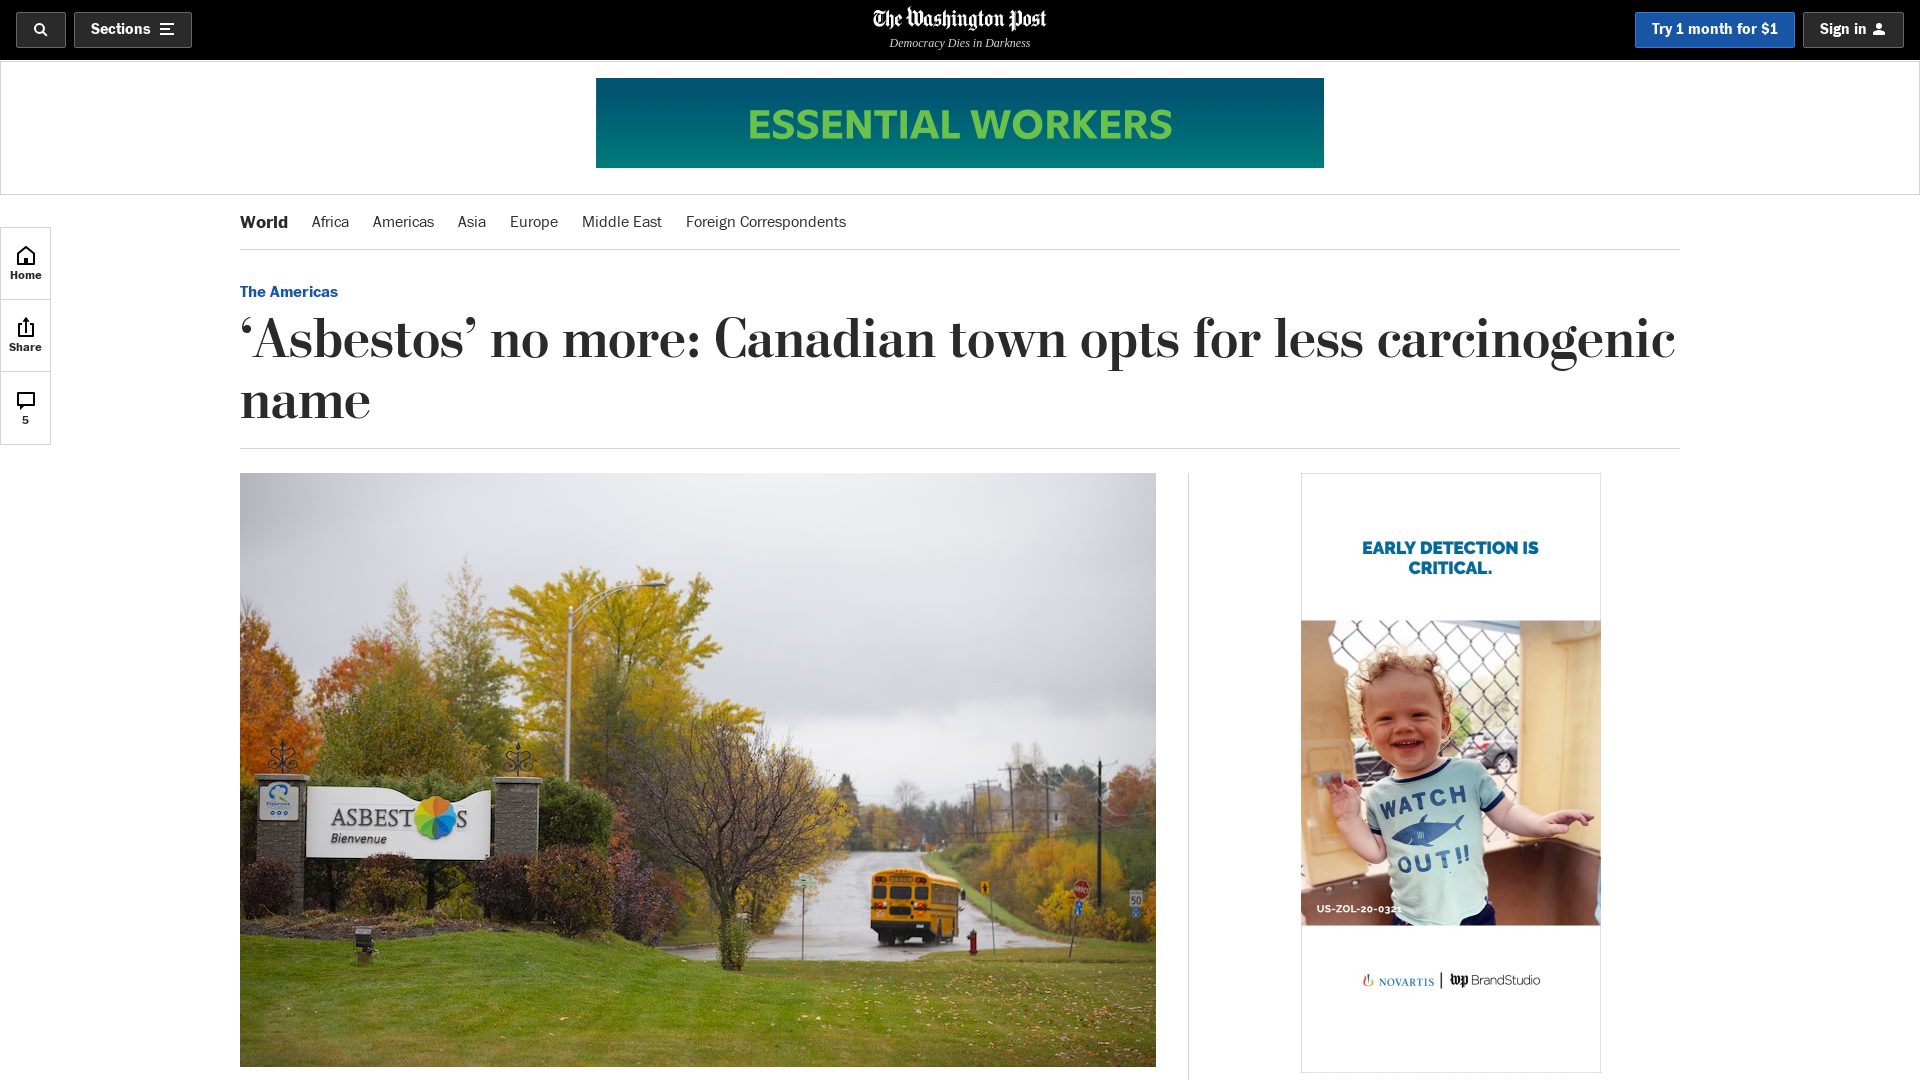 Sections
The Washington Post
Democracy Dies in Darkness
Try 1 month for $1
Sign in
ESSENTIAL WORKERS
World Africa Americas Asia Europe Middle East Foreign Correspondents
Home
Share
5
The Americas
‘Asbestos’ no more: Canadian town opts for less carcinogenic
name
ASBESTOS
Bienvenue
50
EARLY DETECTION IS
CRITICAL.
WATCH
OUT!!
US-ZOL-20-0321
NOVARTIS | wp BrandStudio